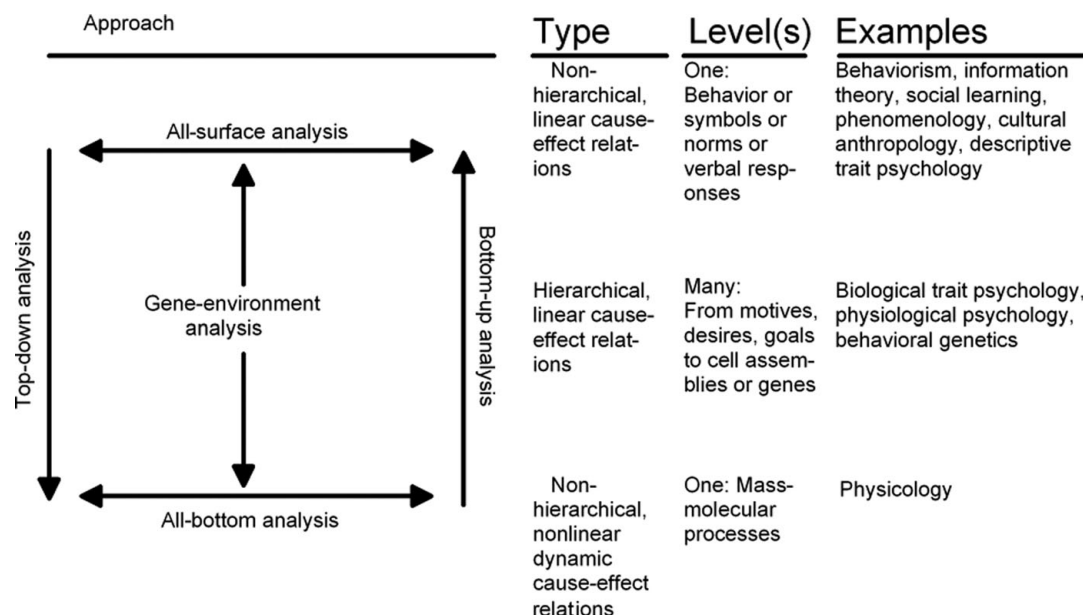 Approach
Type
Level(s)
Examples
All-surface analysis
Non-
hierarchical,
linear cause-
effect relat-
ions
One:
Behavior or
symbols or
norms or
verbal resp-
onses
Behaviorism, information
theory, social learning,
phenomenology, cultural
anthropology, descriptive
trait psychology
Top-down analysis
Gene-environment
analysis
Bottom-up analysis
Hierarchical,
linear cause-
effect relat-
ions
Many:
From motives,
desires, goals
to cell assem-
blies or genes
Biological trait psychology,
physiological psychology,
behavioral genetics
All-bottom analysis
Non-
hierarchical,
nonlinear
dynamic
cause-effect
relations
One: Mass-
molecular
processes
Physicology